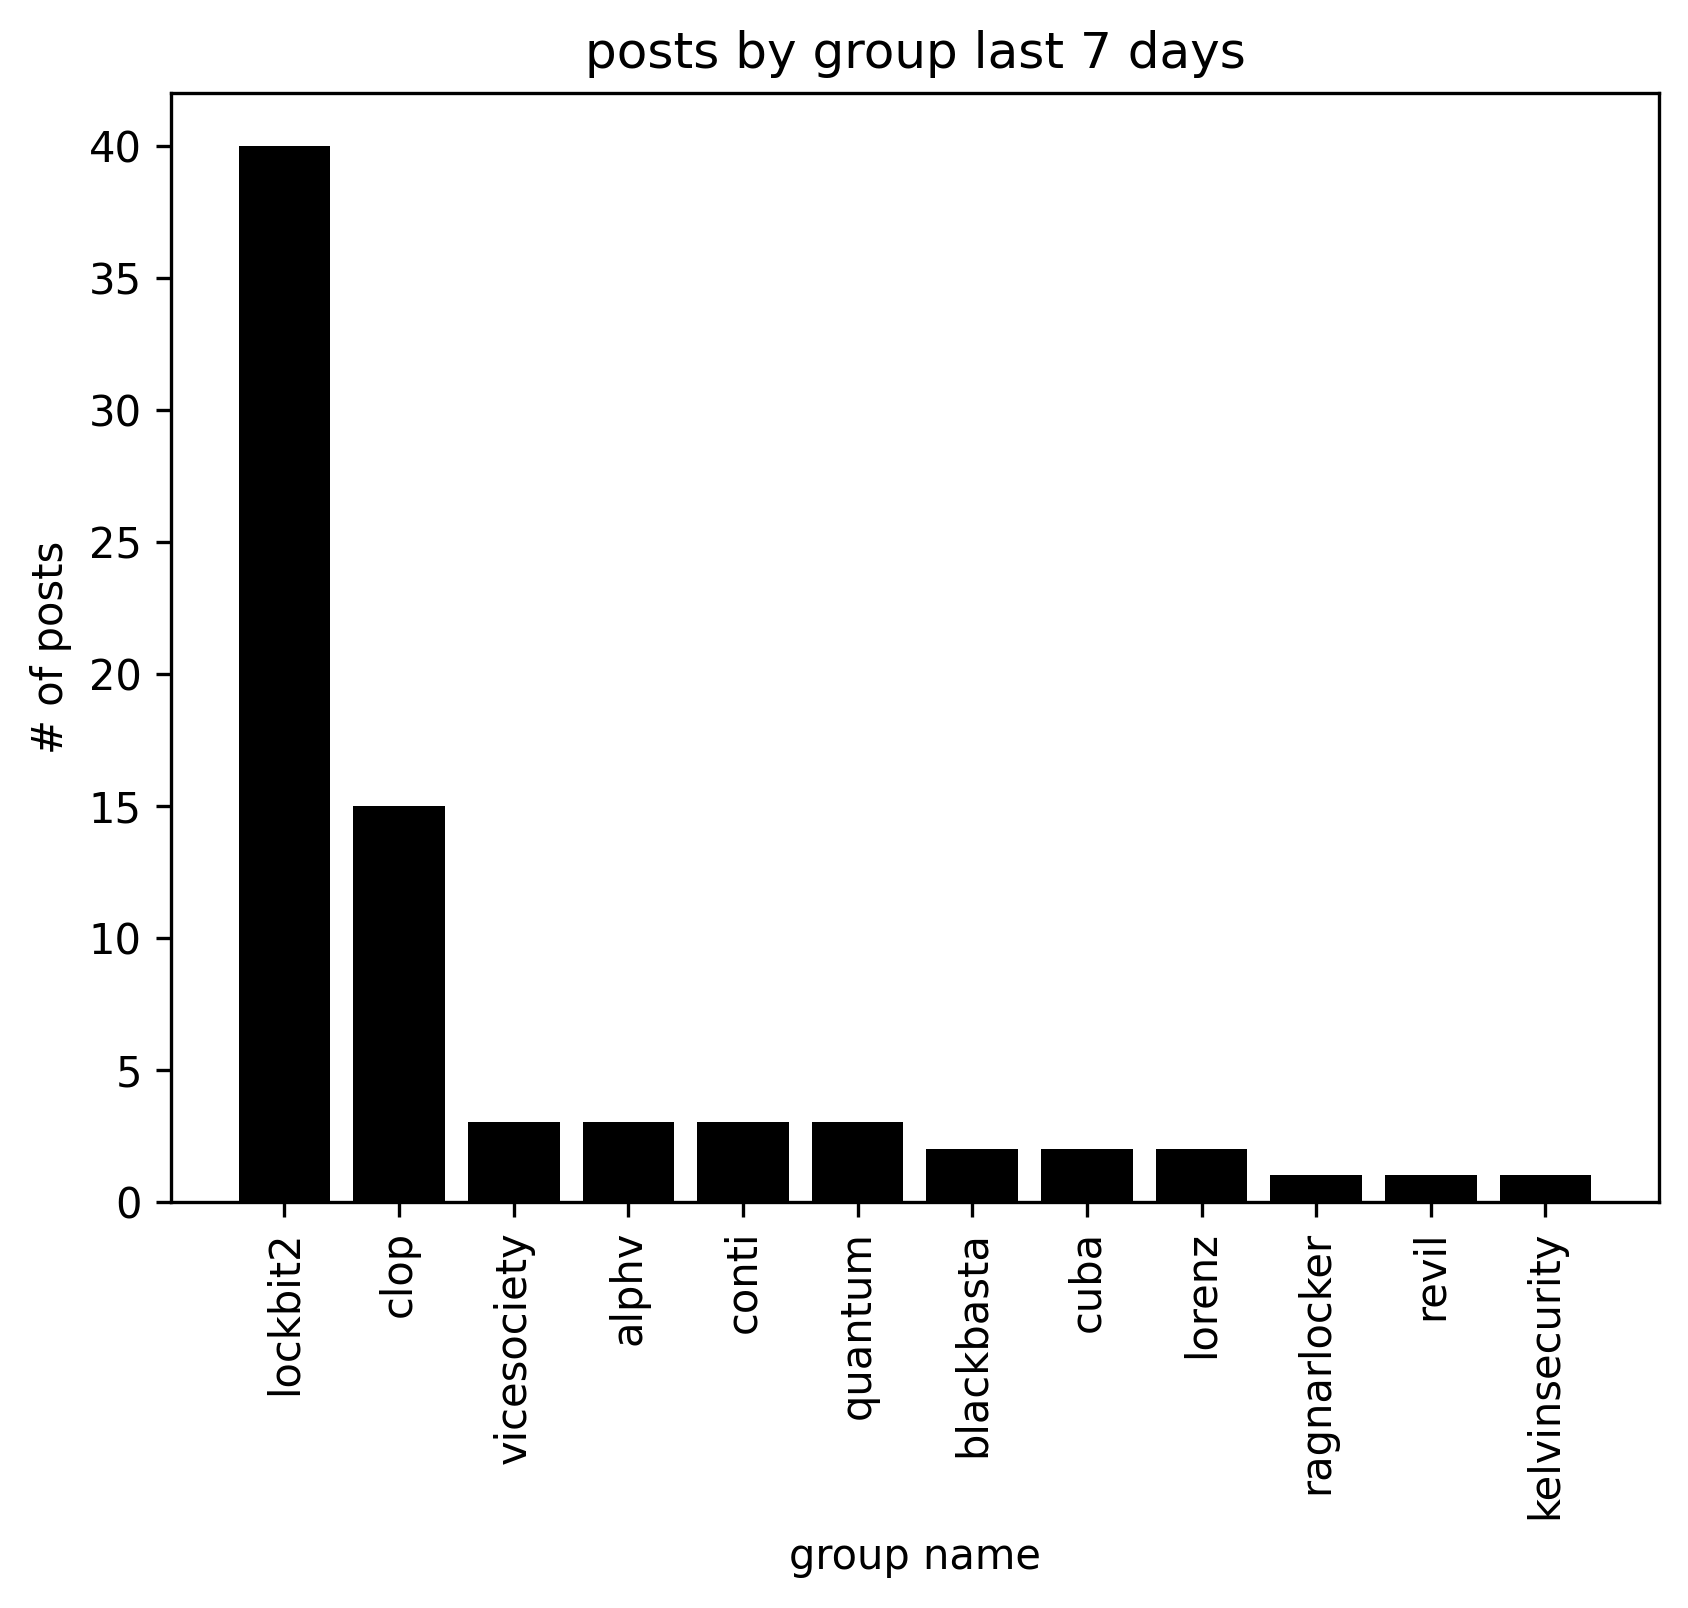 posts by group last 7 days
# of posts
40
35
30
25
20
15
10
5
0
lockbit2
clop
vicesociety
alphv
conti
quantum
blackbasta
cuba
lorenz
ragnarlocker
revil
kelvinsecurity
group name